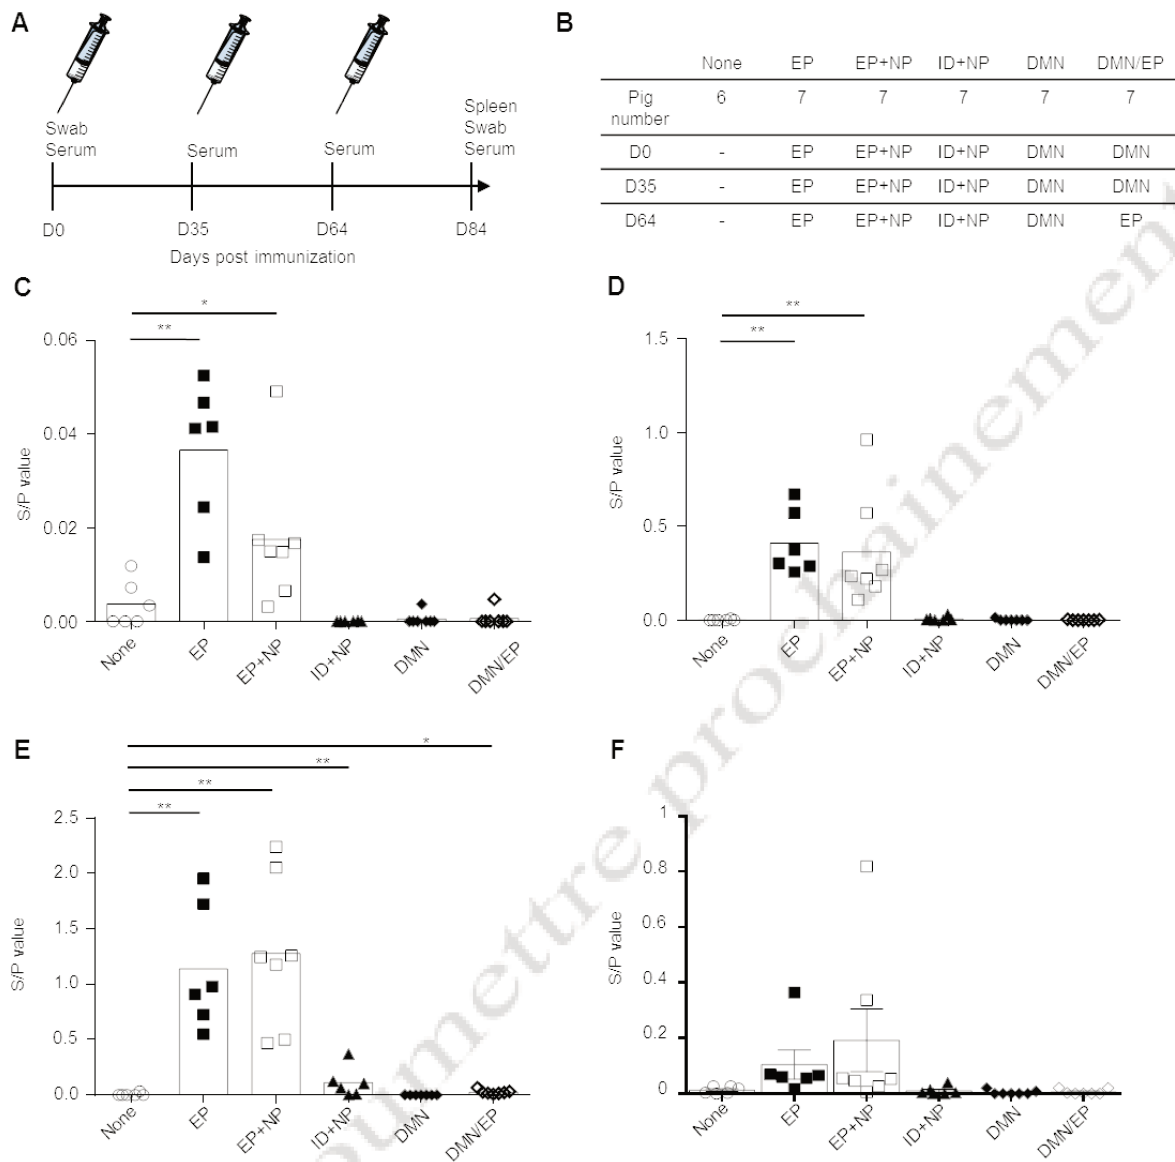 A
Swab
Serum
Serum
Serum
Spleen
Swab
Serum
D0
D35
D64
D84
Days post immunization
B
None EP EP+NP ID+NP DMN DMN/EP
Pig
number
6 7 7 7 7 7
D0 - EP EP+NP ID+NP DMN DMN
D35 - EP EP+NP ID+NP DMN DMN
D64 - EP EP+NP ID+NP DMN EP
C
*
**
0.06
0.04
0.02
0.00
S/P value
None EP EP+NP ID+NP DMN DMN/EP
D
**
**
1.5
1.0
0.5
0.0
S/P value
None EP EP+NP ID+NP DMN DMN/EP
E
*
**
**
**
2.5
2.0
1.5
1.0
0.5
0.0
S/P value
None EP EP+NP ID+NP DMN DMN/EP
F
1
0.8
0.6
0.4
0.2
0
S/P value
None EP EP+NP ID+NP DMN DMN/EP
oumettre prochainement